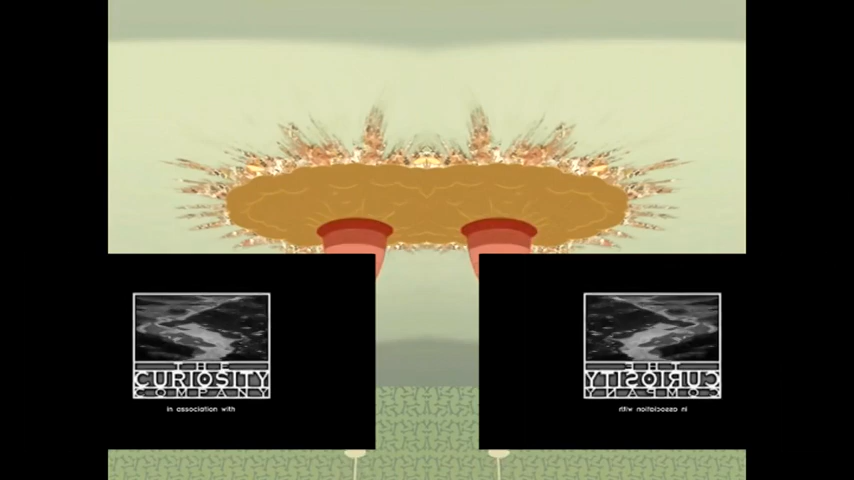 THE
CURIOSITY
COMPANY
in association with
THE
CURIOSITY
COMPANY
in association with